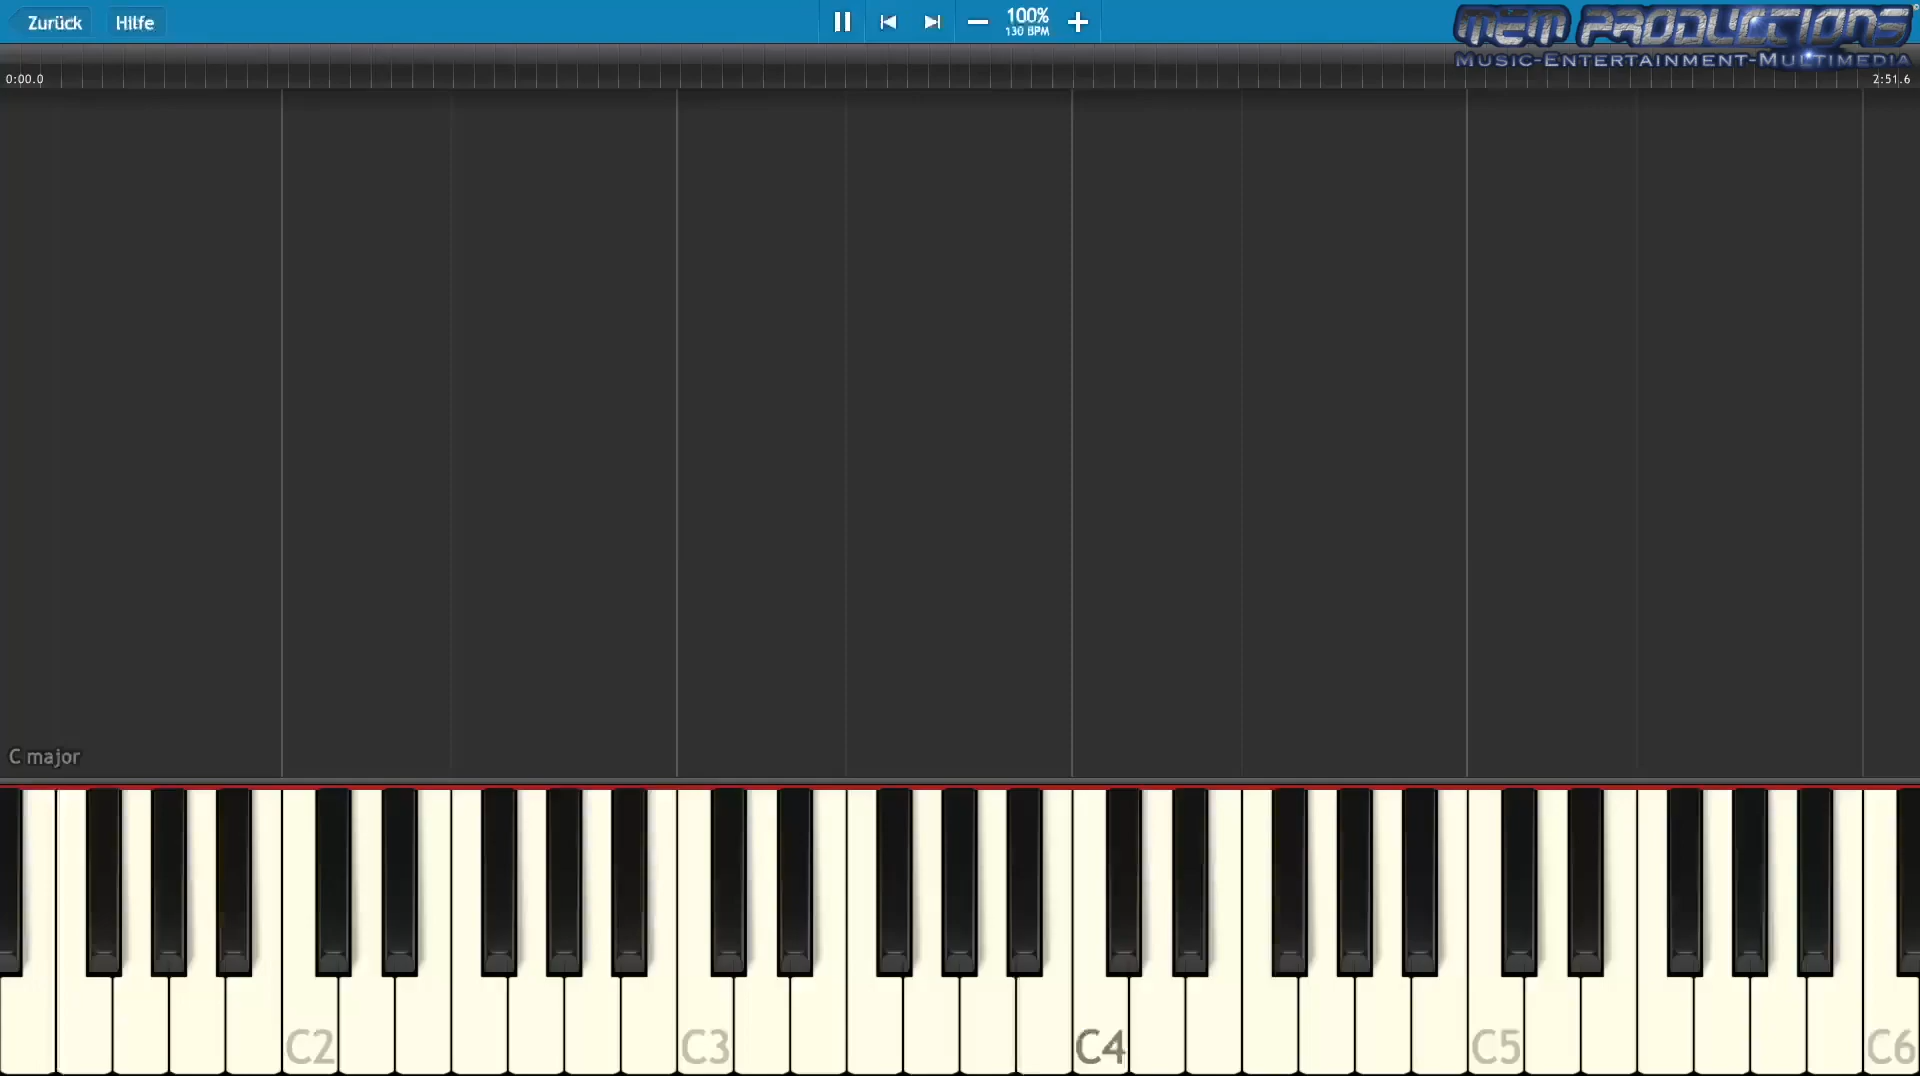 Zurück
Hilfe
100%
130 BPM
MEM PRODUCTIONS
MUSIC-ENTERTAINMENT-MULTIMEDIA
0:00.0
2:51.6
C major
C2
C3
C4
C5
C6